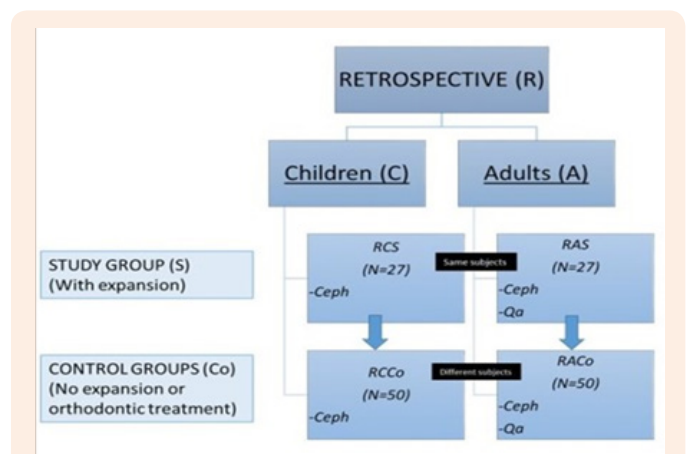 RETROSPECTIVE (R)
Children (C)
Adults (A)
STUDY GROUP (S)
(With expansion)
RCS
(N=27)
-Ceph
Same subjects
RAS
(N=27)
-Ceph
-Qa
CONTROL GROUPS (Co)
(No expansion or
orthodontic treatment)
RCCo
(N=50)
-Ceph
Different subjects
RACo
(N=50)
-Ceph
-Qa